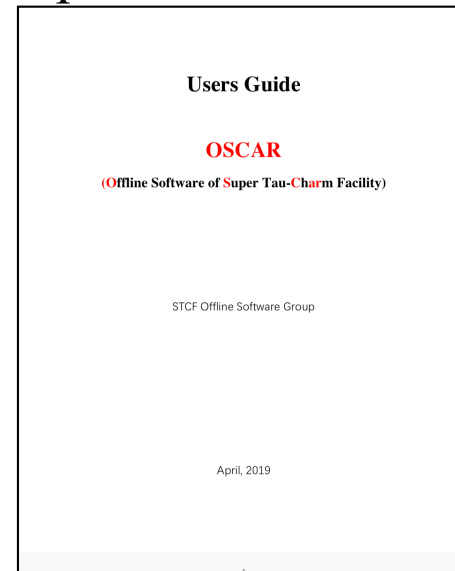 Users Guide
OSCAR
(Offline Software of Super Tau-Charm Facility)
STCF Offline Software Group
April, 2019